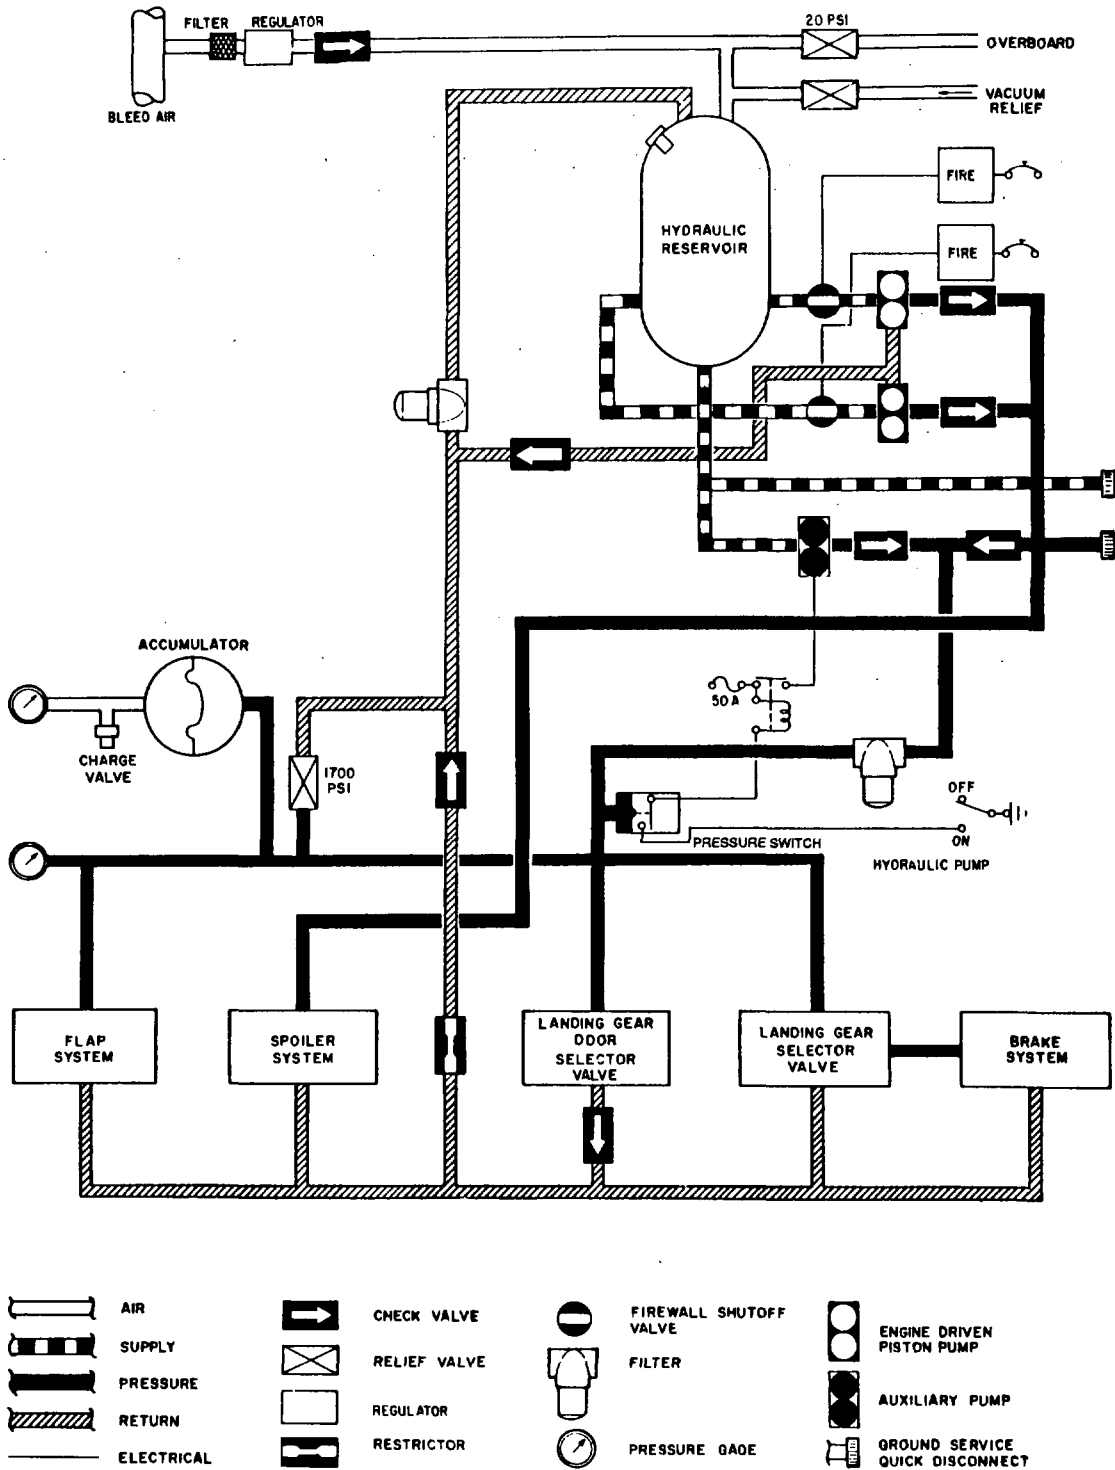 FILTER
REGULATOR
20 PSI
OVERBOARD
BLEED AIR
VACUUM
RELIEF
FIRE
HYDRAULIC
RESERVOIR
FIRE
ACCUMULATOR
50 A
CHARGE
VALVE
1700
PSI
OFF
PRESSURE SWITCH
ON
HYDRAULIC PUMP
FLAP
SYSTEM
SPOILER
SYSTEM
LANDING GEAR
DOOR
SELECTOR
VALVE
LANDING GEAR
SELECTOR
VALVE
BRAKE
SYSTEM
AIR
SUPPLY
PRESSURE
RETURN
ELECTRICAL
CHECK VALVE
RELIEF VALVE
REGULATOR
RESTRICTOR
FIREWALL SHUTOFF
VALVE
FILTER
PRESSURE GAGE
ENGINE DRIVEN
PISTON PUMP
AUXILIARY PUMP
GROUND SERVICE
QUICK DISCONNECT